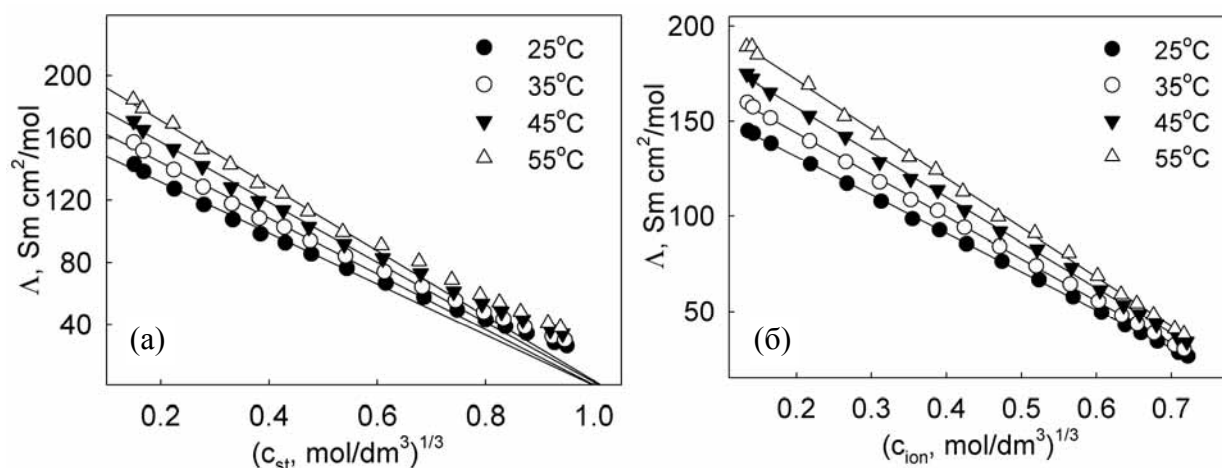 Λ, Sm cm²/mol
200
160
120
80
40
25°C
35°C
45°C
55°C
(а)
0.2 0.4 0.6 0.8 1.0
(c_st, mol/dm³)^1/3
Λ, Sm cm²/mol
200
150
100
50
25°C
35°C
45°C
55°C
(б)
0.2 0.3 0.4 0.5 0.6 0.7
(c_ion, mol/dm³)^1/3